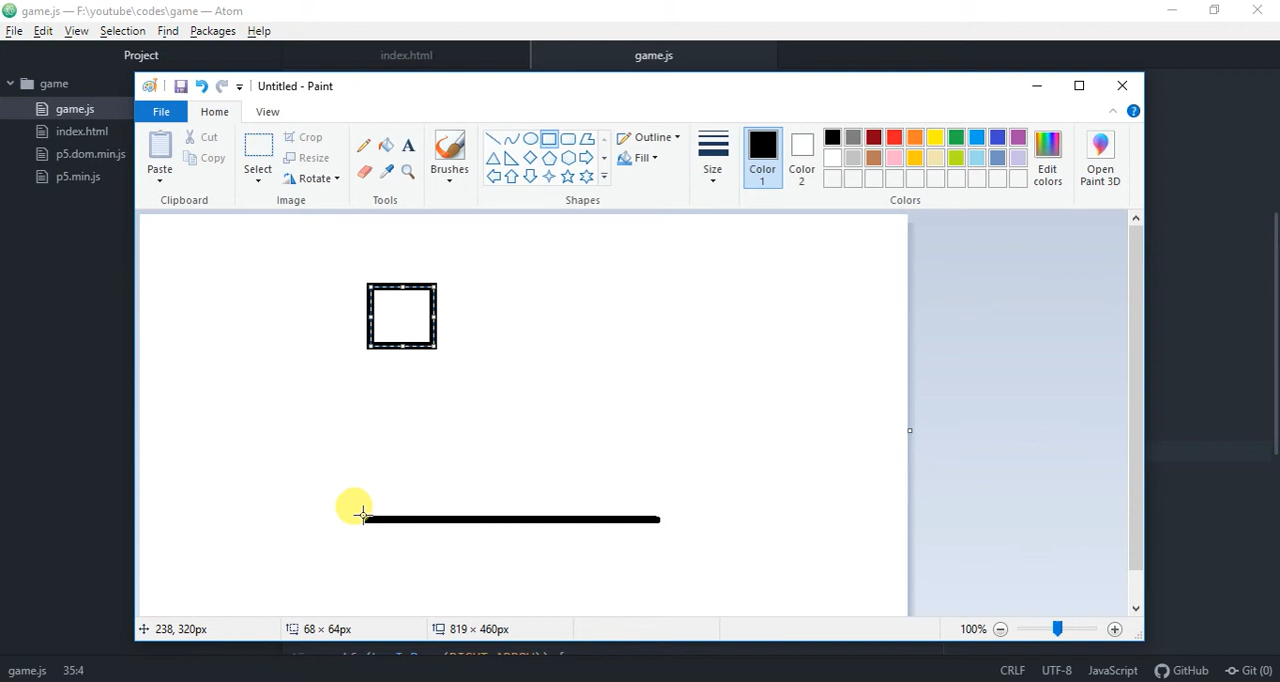 game.js — F:\youtube\codes\game — Atom
File Edit View Selection Find Packages Help
Project index.html game.js
game
game.js
index.html
p5.dom.min.js
p5.min.js
Untitled - Paint
File Home View
Paste Cut Copy Select Crop Resize Rotate Brushes Outline Fill Size Color 1 Color 2 Edit colors Open Paint 3D
Clipboard Image Tools Shapes Colors
238, 320px 68 × 64px 819 × 460px 100%
game.js 35:4 CRLF UTF-8 JavaScript GitHub Git (0)